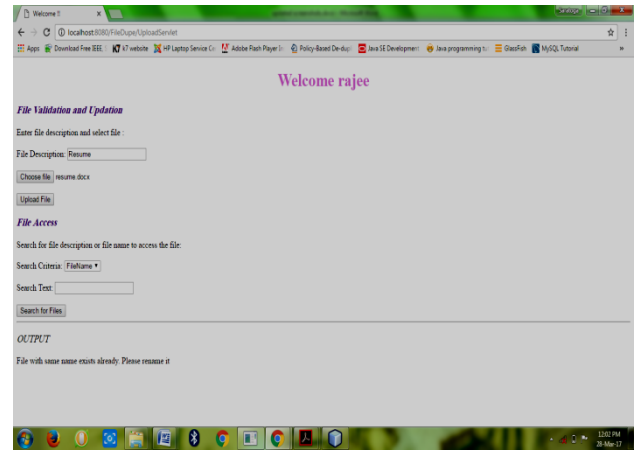 Welcome !!
localhost:8080/FileDupe/UploadServlet
Apps Download Free IEEE k7 website HP Laptop Service Ce Adobe Flash Player Policy-Based De-dupl Java SE Development Java programming tu GlassFish MySQL Tutorial »
Welcome rajee
File Validation and Updation
Enter file description and select file :
File Description: Resume
Choose file resume.docx
Upload File
File Access
Search for file description or file name to access the file:
Search Criteria: FileName
Search Text:
Search for Files
OUTPUT
File with same name exists already. Please rename it
12:02 PM
28-Mar-17